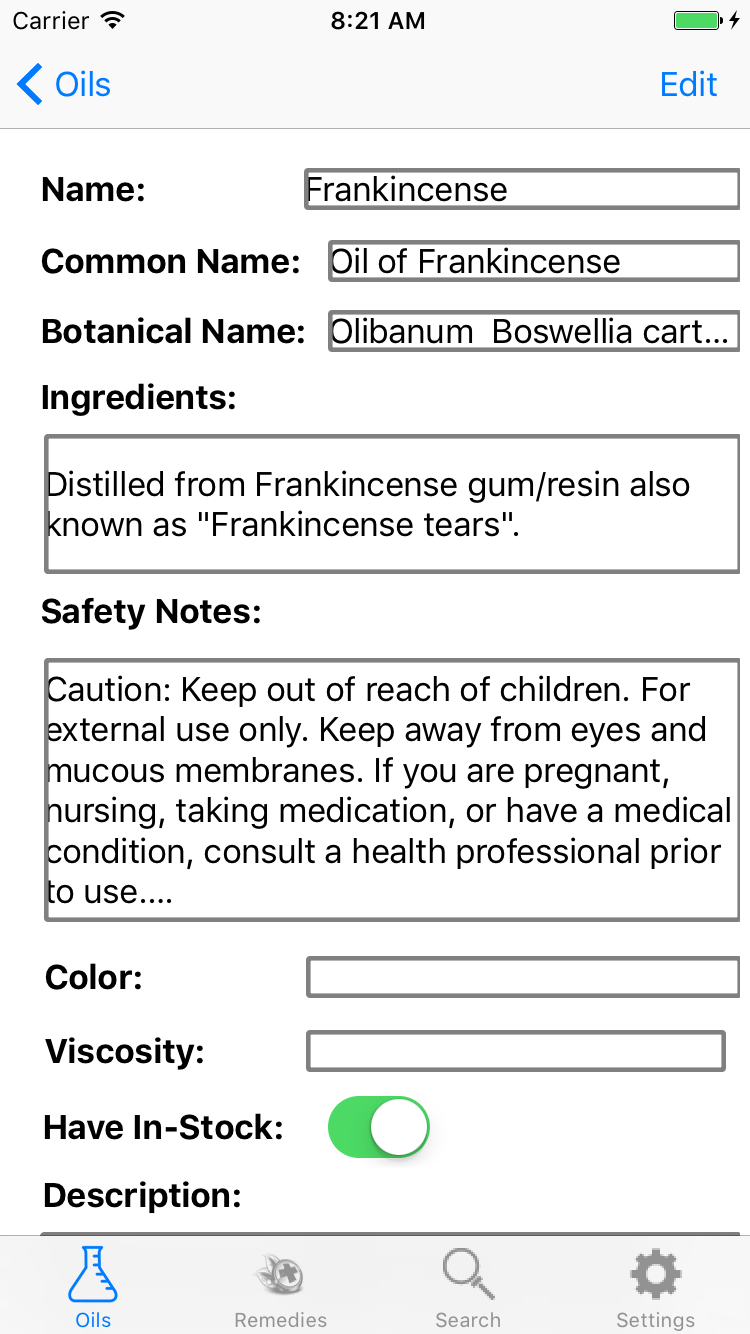 Carrier 8:21 AM
Oils Edit
Name: Frankincense
Common Name: Oil of Frankincense
Botanical Name: Olibanum  Boswellia cart...
Ingredients:
Distilled from Frankincense gum/resin also
known as "Frankincense tears".
Safety Notes:
Caution: Keep out of reach of children. For
external use only. Keep away from eyes and
mucous membranes. If you are pregnant,
nursing, taking medication, or have a medical
condition, consult a health professional prior
to use....
Color:
Viscosity:
Have In-Stock:
Description:
Oils Remedies Search Settings